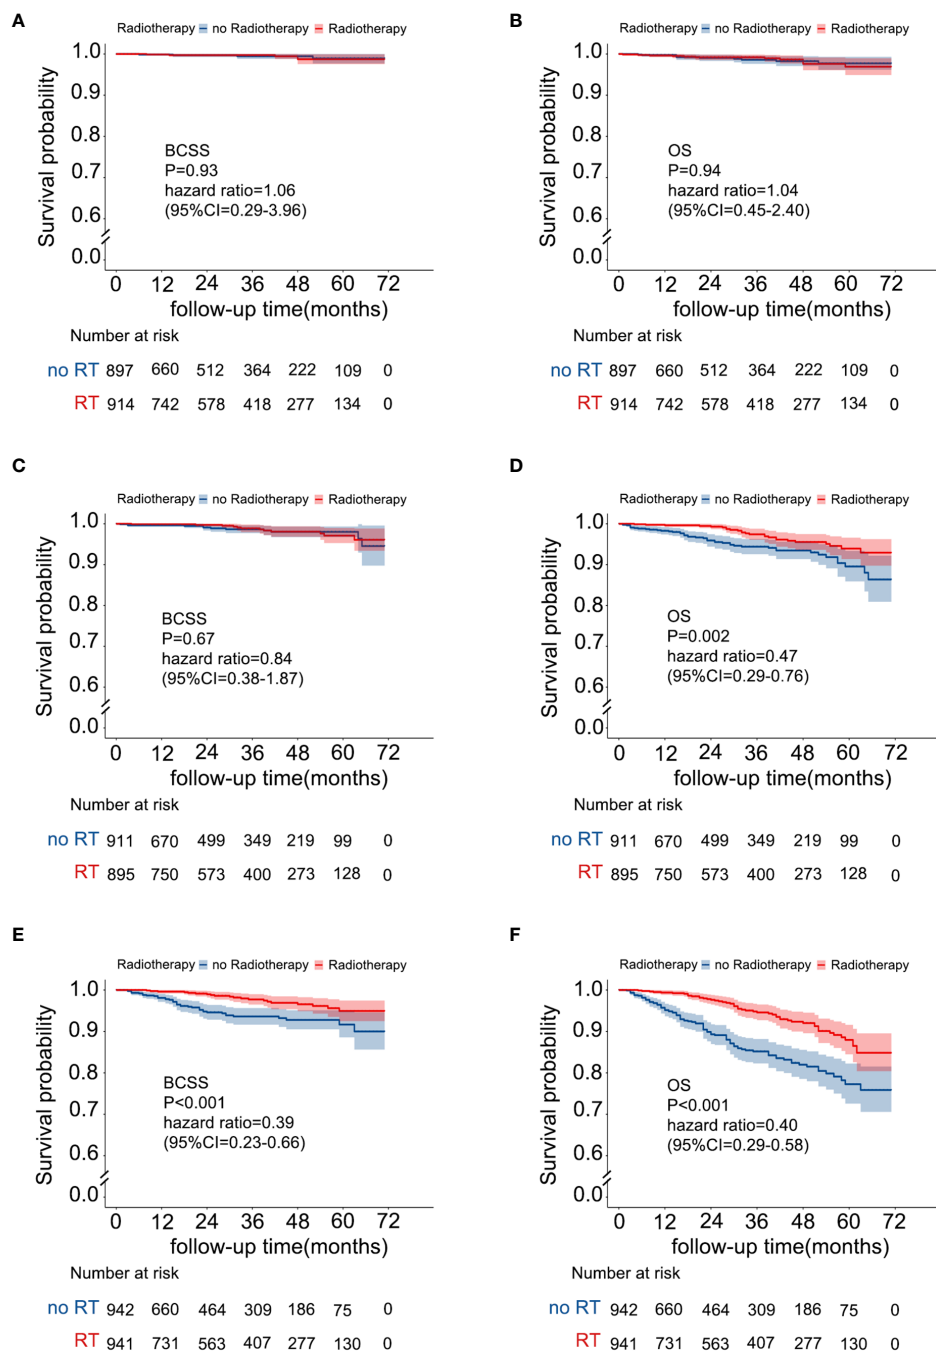 A
Radiotherapy no Radiotherapy Radiotherapy
Survival probability
1.0
0.9
0.8
0.7
0.6
0.0
BCSS
P=0.93
hazard ratio=1.06
(95%CI=0.29-3.96)
0 12 24 36 48 60 72
follow-up time(months)
Number at risk
no RT 897 660 512 364 222 109 0
RT 914 742 578 418 277 134 0
B
Radiotherapy no Radiotherapy Radiotherapy
Survival probability
1.0
0.9
0.8
0.7
0.6
0.0
OS
P=0.94
hazard ratio=1.04
(95%CI=0.45-2.40)
0 12 24 36 48 60 72
follow-up time(months)
Number at risk
no RT 897 660 512 364 222 109 0
RT 914 742 578 418 277 134 0
C
Radiotherapy no Radiotherapy Radiotherapy
Survival probability
1.0
0.9
0.8
0.7
0.6
0.0
BCSS
P=0.67
hazard ratio=0.84
(95%CI=0.38-1.87)
0 12 24 36 48 60 72
follow-up time(months)
Number at risk
no RT 911 670 499 349 219 99 0
RT 895 750 573 400 273 128 0
D
Radiotherapy no Radiotherapy Radiotherapy
Survival probability
1.0
0.9
0.8
0.7
0.6
0.0
OS
P=0.002
hazard ratio=0.47
(95%CI=0.29-0.76)
0 12 24 36 48 60 72
follow-up time(months)
Number at risk
no RT 911 670 499 349 219 99 0
RT 895 750 573 400 273 128 0
E
Radiotherapy no Radiotherapy Radiotherapy
Survival probability
1.0
0.9
0.8
0.7
0.6
0.0
BCSS
P<0.001
hazard ratio=0.39
(95%CI=0.23-0.66)
0 12 24 36 48 60 72
follow-up time(months)
Number at risk
no RT 942 660 464 309 186 75 0
RT 941 731 563 407 277 130 0
F
Radiotherapy no Radiotherapy Radiotherapy
Survival probability
1.0
0.9
0.8
0.7
0.6
0.0
OS
P<0.001
hazard ratio=0.40
(95%CI=0.29-0.58)
0 12 24 36 48 60 72
follow-up time(months)
Number at risk
no RT 942 660 464 309 186 75 0
RT 941 731 563 407 277 130 0